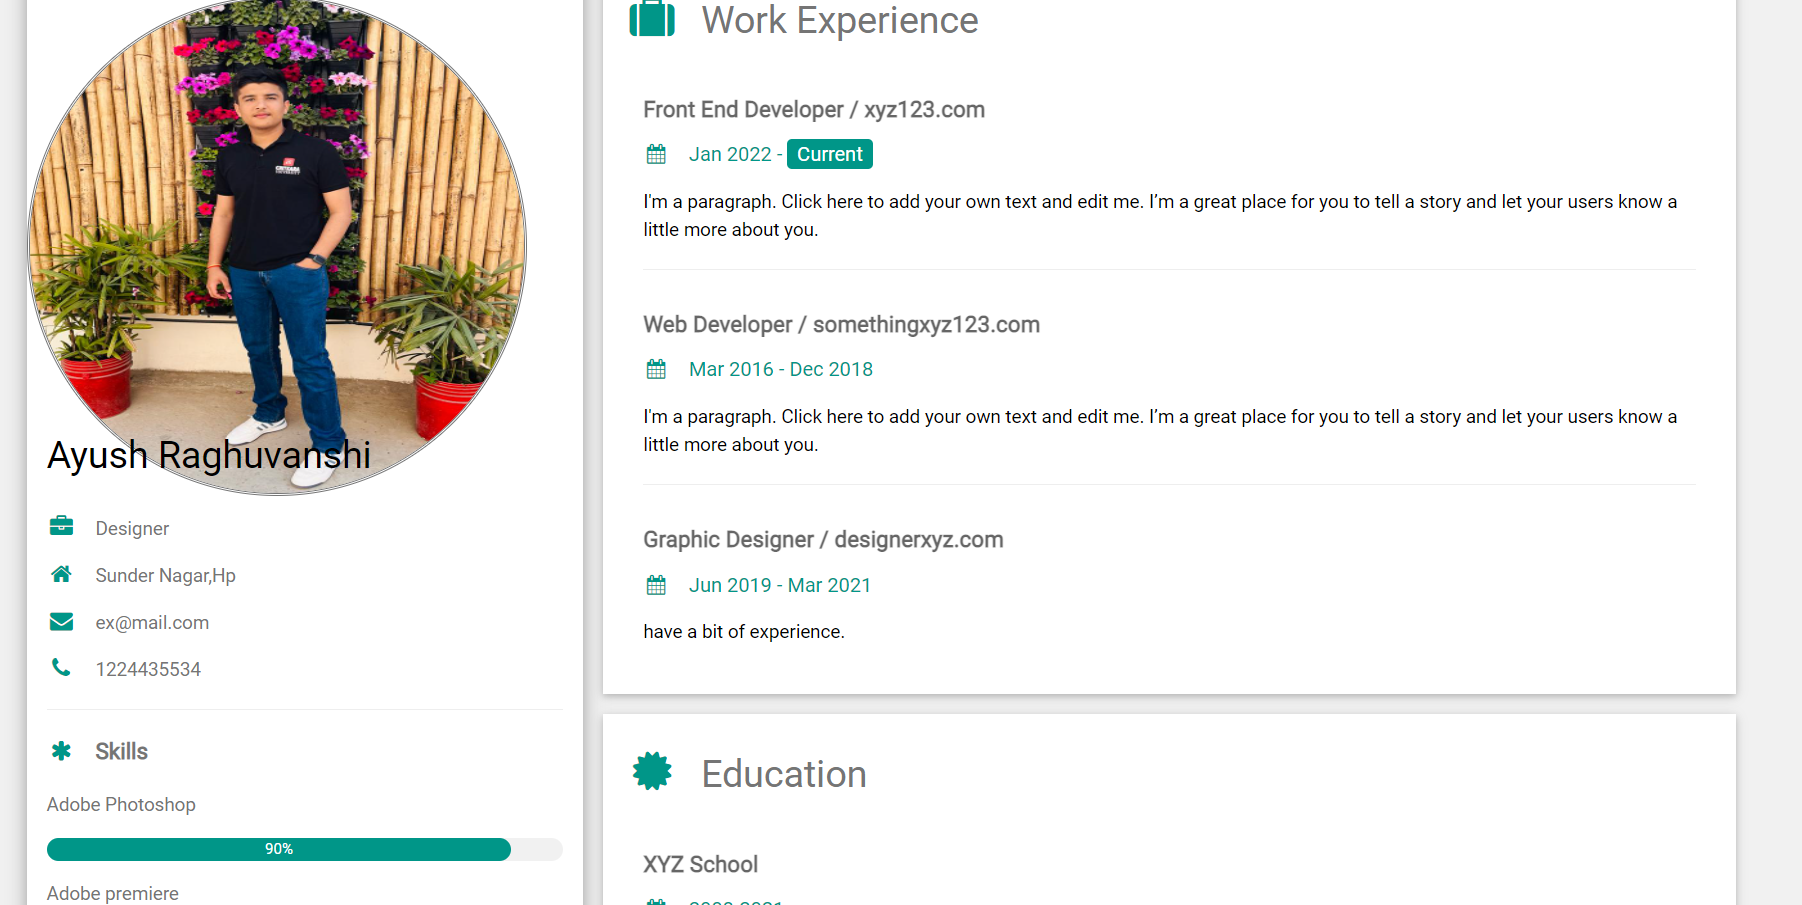 Ayush Raghuvanshi
Designer
Sunder Nagar,Hp
ex@mail.com
1224435534
Skills
Adobe Photoshop
90%
Adobe premiere
Work Experience
Front End Developer / xyz123.com
Jan 2022 - Current
I'm a paragraph. Click here to add your own text and edit me. I’m a great place for you to tell a story and let your users know a
little more about you.
Web Developer / somethingxyz123.com
Mar 2016 - Dec 2018
I'm a paragraph. Click here to add your own text and edit me. I’m a great place for you to tell a story and let your users know a
little more about you.
Graphic Designer / designerxyz.com
Jun 2019 - Mar 2021
have a bit of experience.
Education
XYZ School